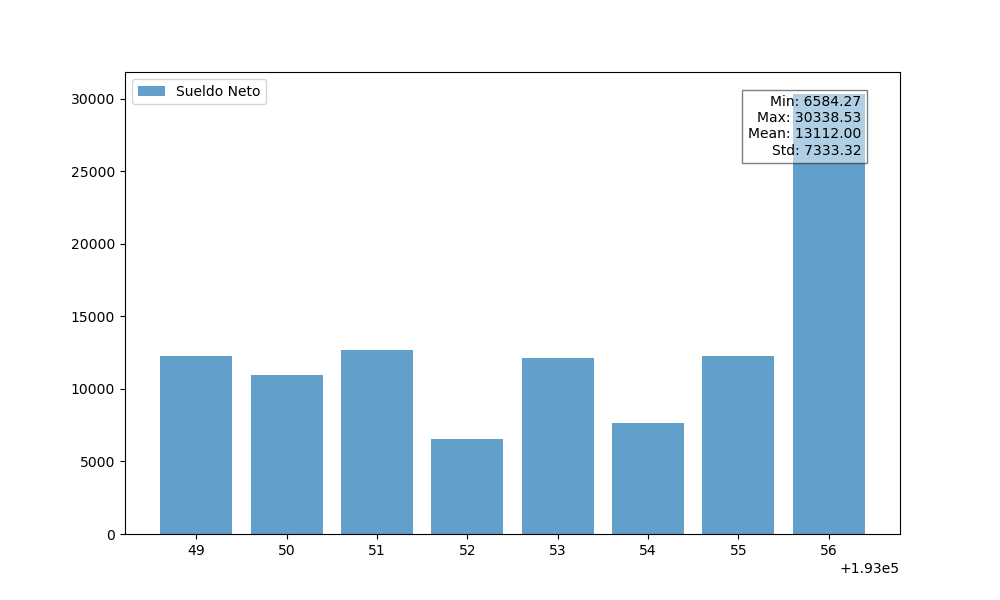 Sueldo Neto
Min: 6584.27
Max: 30338.53
Mean: 13112.00
Std: 7333.32
30000
25000
20000
15000
10000
5000
0
49 50 51 52 53 54 55 56
+1.93e5